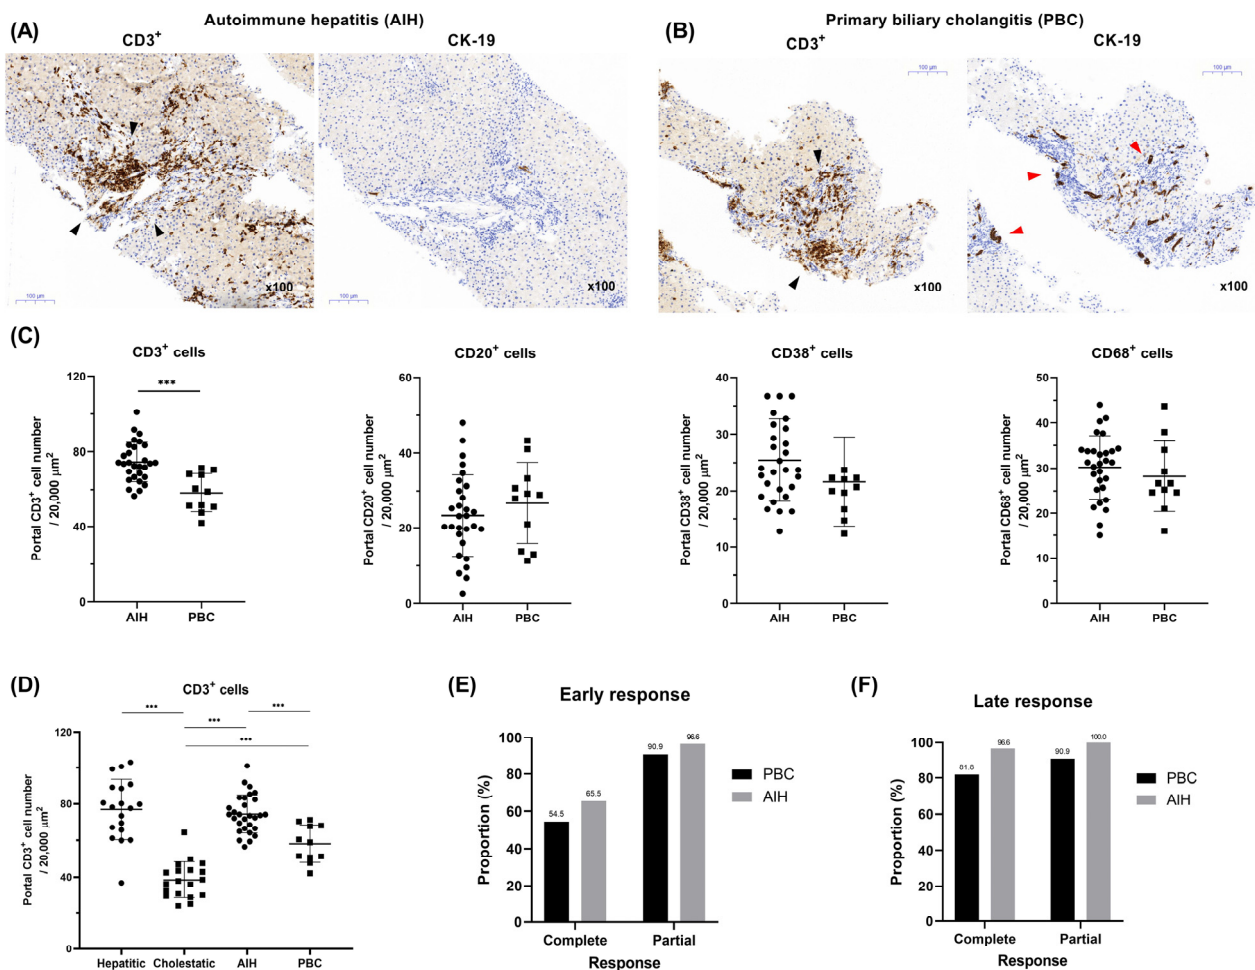 (A)
Autoimmune hepatitis (AIH)
CD3+
CK-19
100 µm
x100
(B)
Primary biliary cholangitis (PBC)
CD3+
CK-19
100 µm
100 µm
x100
x100
(C)
CD3+ cells
Portal CD3+ cell number
/ 20,000 µm2
120
80
40
0
***
AIH
PBC
CD20+ cells
Portal CD20+ cell number
/ 20,000 µm2
60
40
20
0
AIH
PBC
CD38+ cells
Portal CD38+ cell number
/ 20,000 µm2
40
30
20
10
0
AIH
PBC
CD68+ cells
Portal CD68+ cell number
/ 20,000 µm2
50
40
30
20
10
0
AIH
PBC
(D)
CD3+ cells
Portal CD3+ cell number
/ 20,000 µm2
120
80
40
0
***
***
***
***
Hepatitic
Cholestatic
AIH
PBC
(E)
Early response
Proportion (%)
100
80
60
40
20
0
54.5
65.5
90.9
96.6
Complete
Partial
Response
PBC
AIH
(F)
Late response
Proportion (%)
100
80
60
40
20
0
96.6
90.9
100.0
Complete
Partial
Response
PBC
AIH